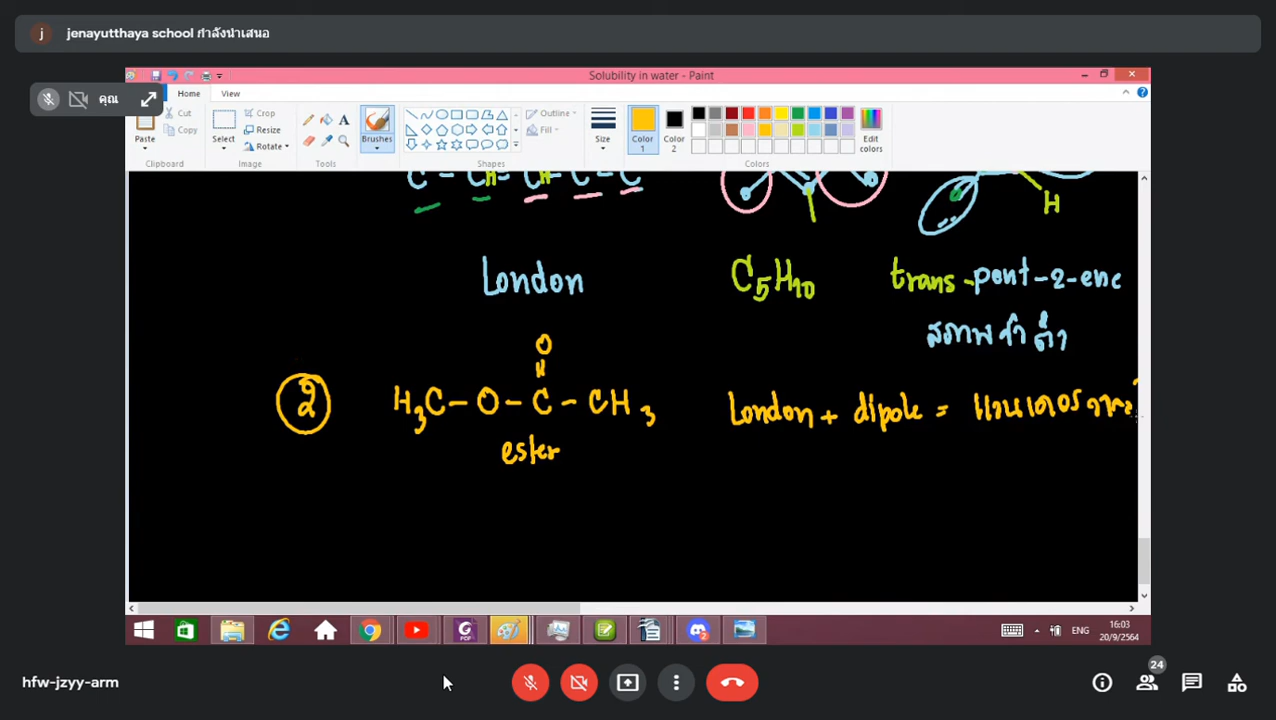 j jenayutthaya school กำลังนำเสนอ
Solubility in water - Paint
คุณ
Home View
Cut
Copy
Paste
Crop
Resize
Rotate
Select
Brushes
Outline
Fill
Size
Color 1
Color 2
Edit colors
Clipboard Image Tools Shapes Colors
C - CH - CH - C - C
H
London C5H10 trans-pent-2-ene
สภาพขั้วต่ำ
O
2 H3C - O - C - CH3 London + dipole = แวนเดอร์วาลส์
ester
PDF
2
ENG
16:03
20/9/2564
24
hfw-jzyy-arm